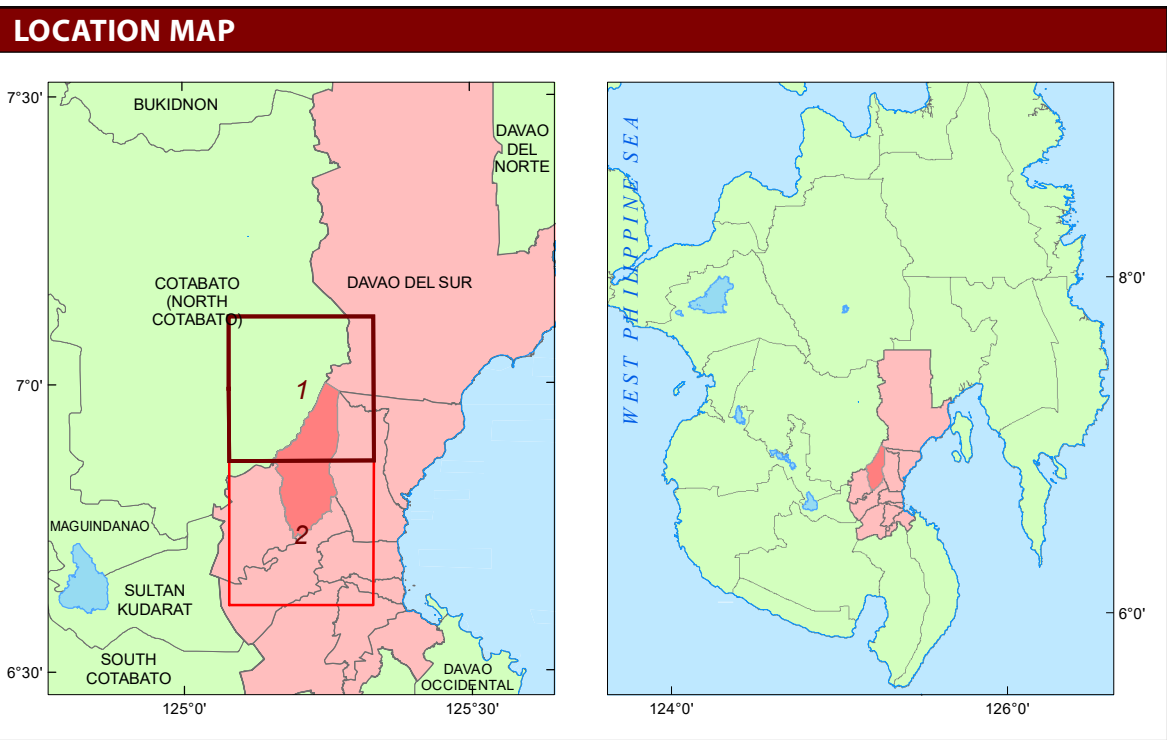 LOCATION MAP
7°30'
BUKIDNON
DAVAO
DEL
NORTE
COTABATO
(NORTH
COTABATO)
DAVAO DEL SUR
1
7°0'
2
MAGUINDANAO
SULTAN
KUDARAT
SOUTH
COTABATO
DAVAO
OCCIDENTAL
6°30'
125°0'
125°30'
WEST PHILIPPINE SEA
8°0'
6°0'
124°0'
126°0'